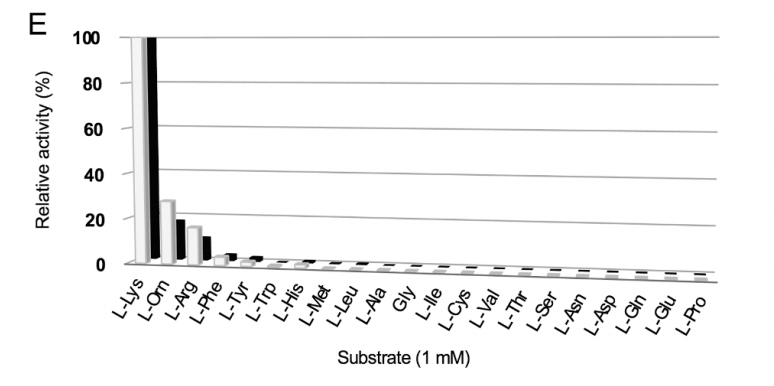 E
Relative activity (%)
100
80
60
40
20
0
L-Lys
L-Orn
L-Arg
L-Phe
L-Tyr
L-Trp
L-His
L-Met
L-Leu
L-Ala
Gly
L-Ile
L-Cys
L-Val
L-Thr
L-Ser
L-Asn
L-Asp
L-Gln
L-Glu
L-Pro
Substrate (1 mM)